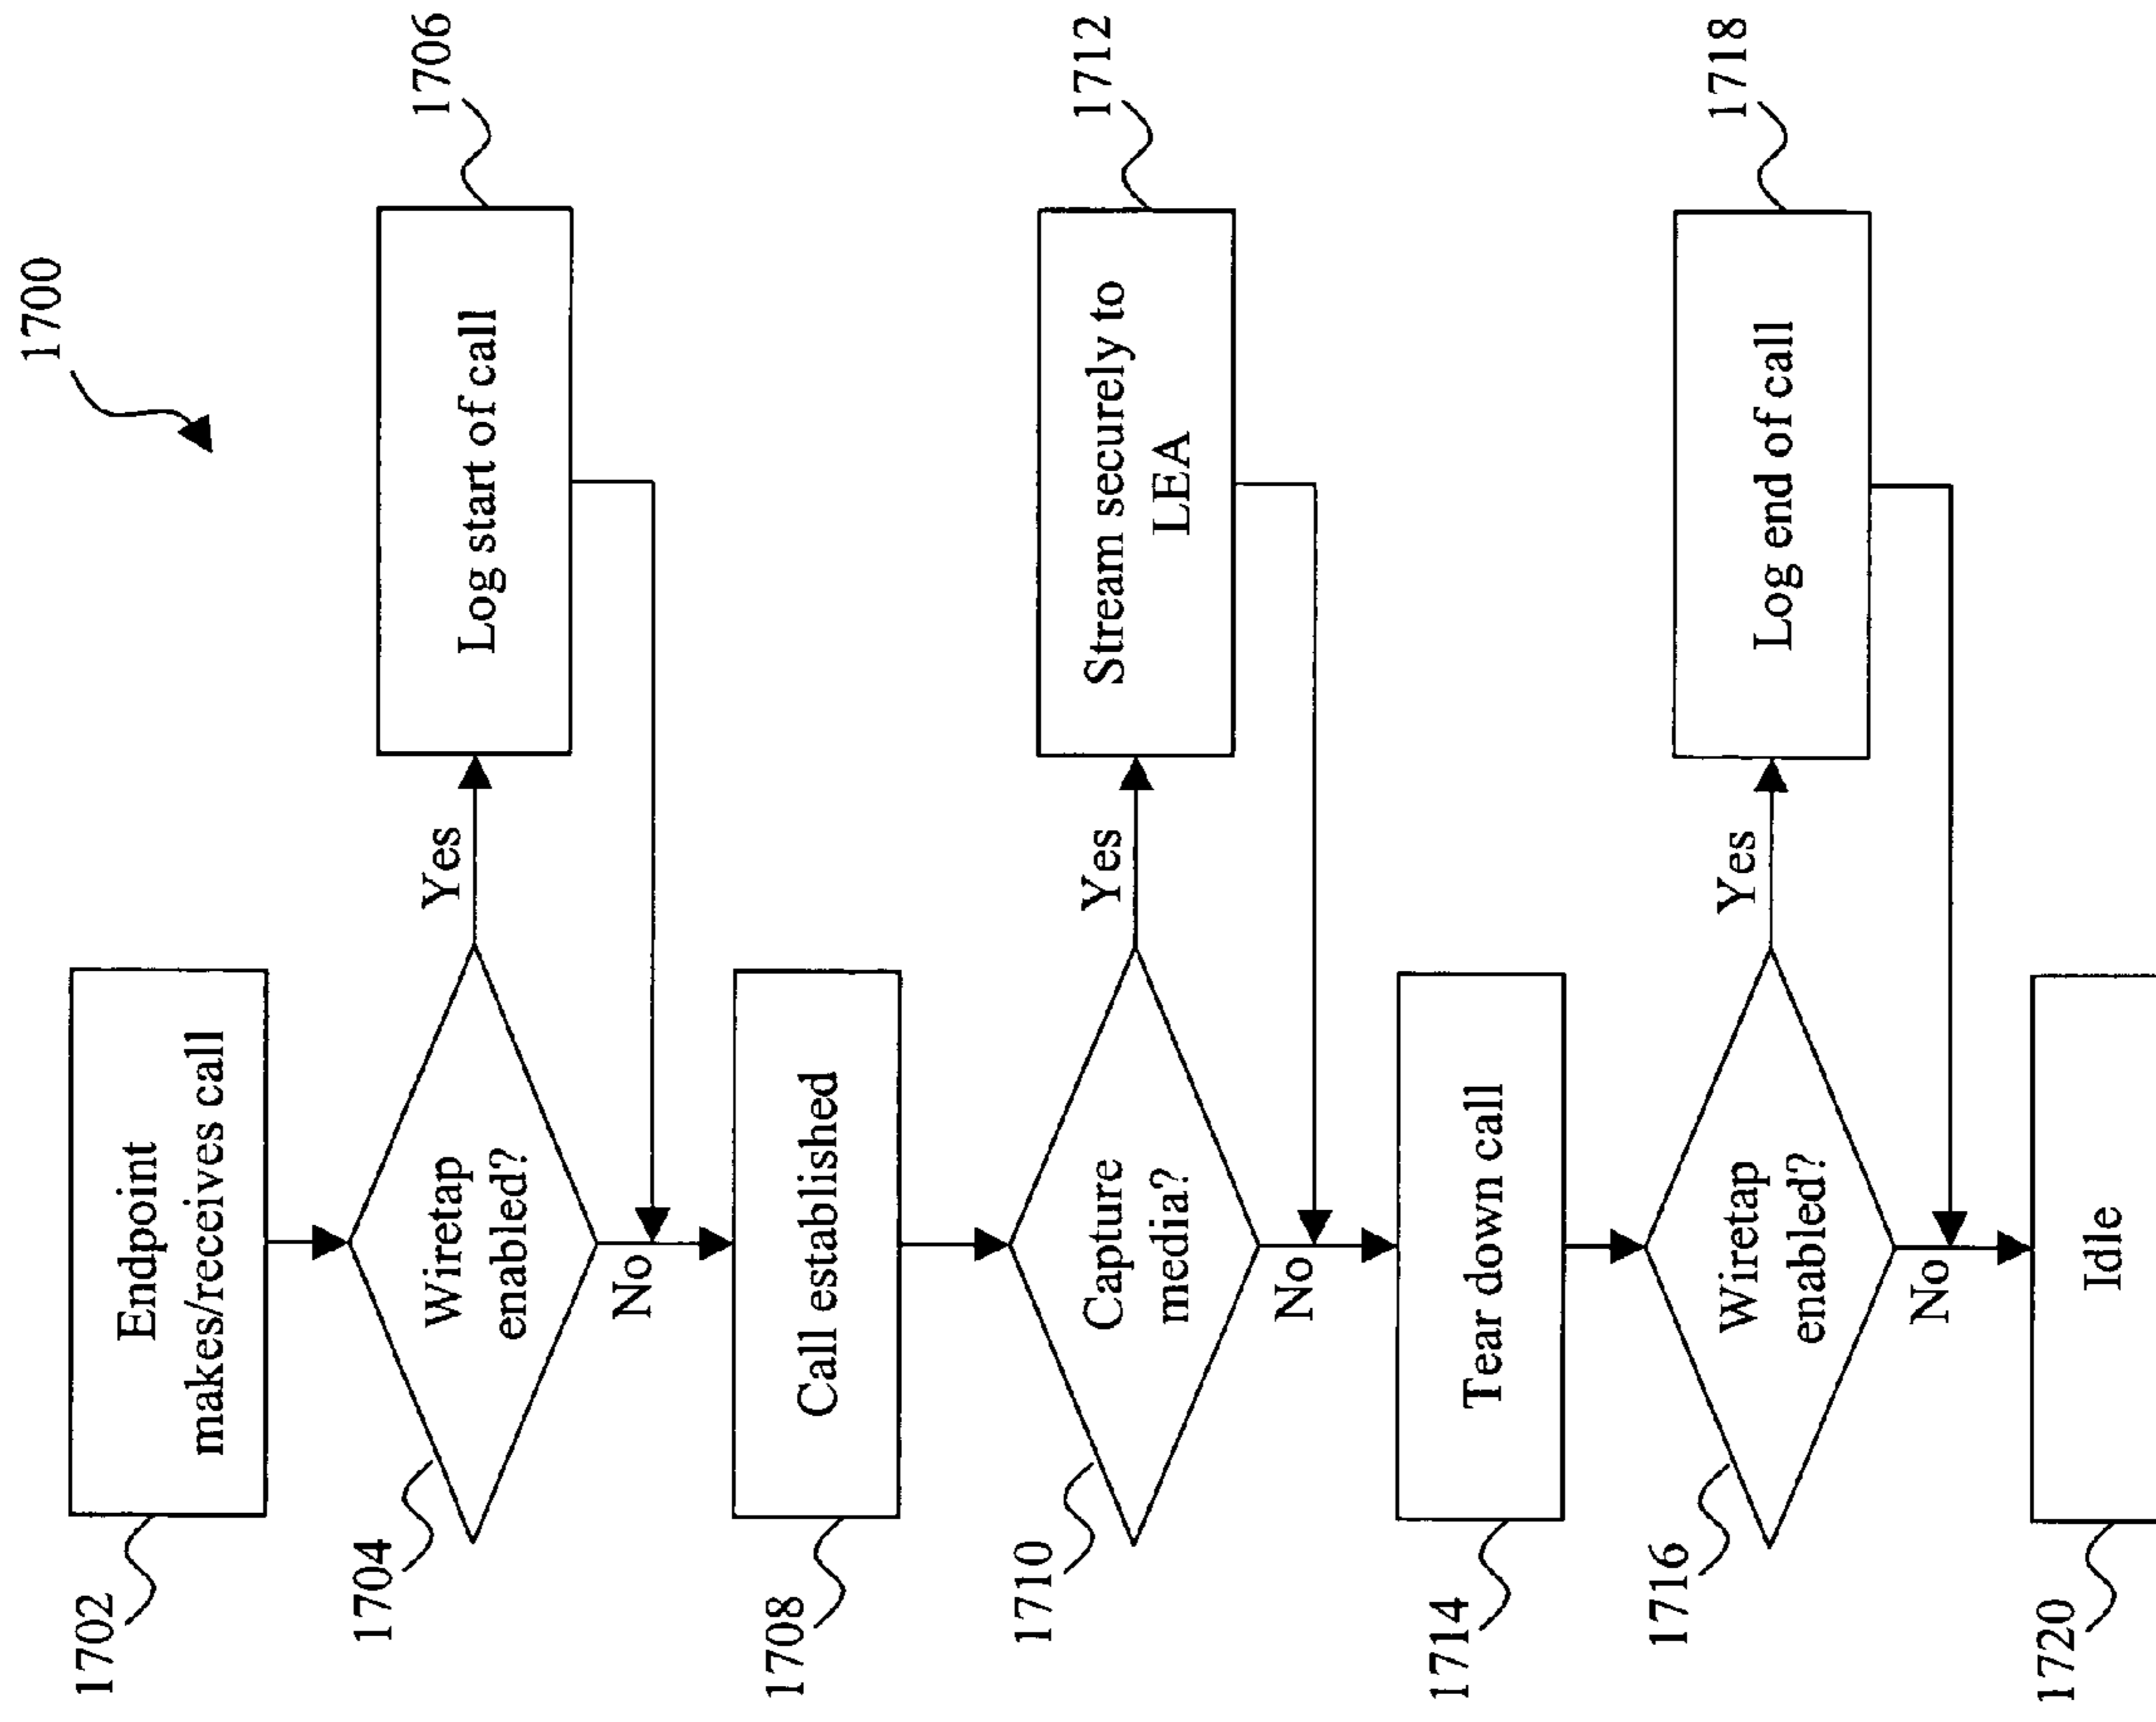 1700
1702
Endpoint
makes/receives call
1704
Wiretap
enabled?
Yes
Log start of call
1706
No
1708
Call established
1710
Capture
media?
Yes
Stream securely to
LEA
1712
No
1714
Tear down call
1716
Wiretap
enabled?
Yes
Log end of call
1718
No
1720
Idle